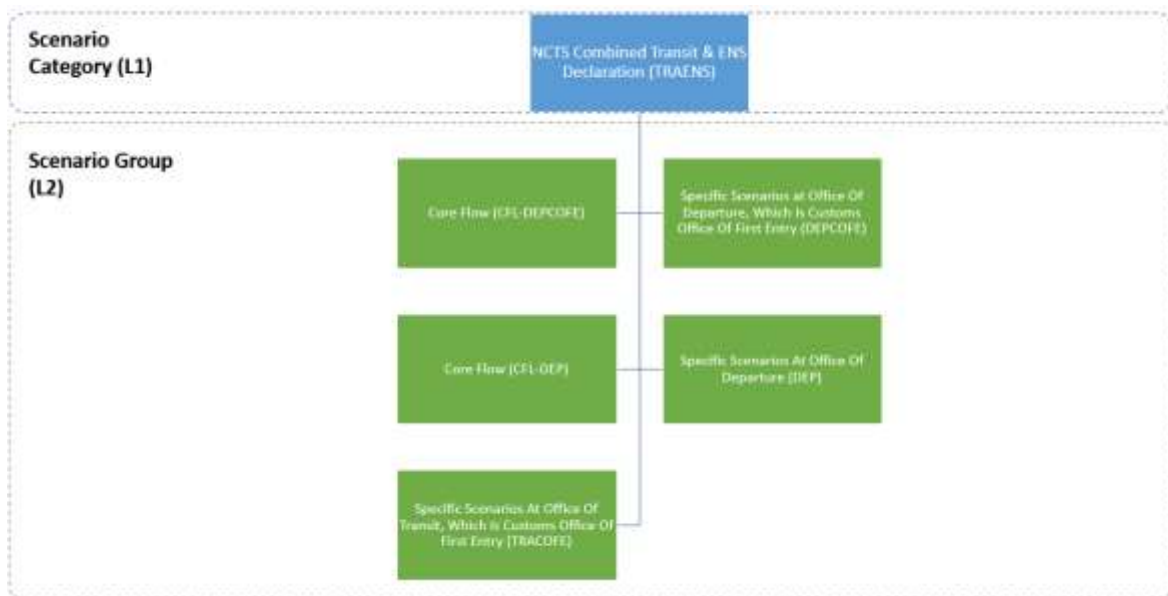 Scenario
Category (L1)
NCTS Combined Transit & ENS
Declaration (TRAENS)
Scenario Group
(L2)
Core Flow (CFL-DEPCOFE)
Specific Scenarios at Office Of
Departure, Which Is Customs
Office Of First Entry (DEPCOFE)
Core Flow (CFL-DEP)
Specific Scenarios At Office Of
Departure (DEP)
Specific Scenarios At Office Of
Transit, Which Is Customs Office Of
First Entry (TRACOFE)